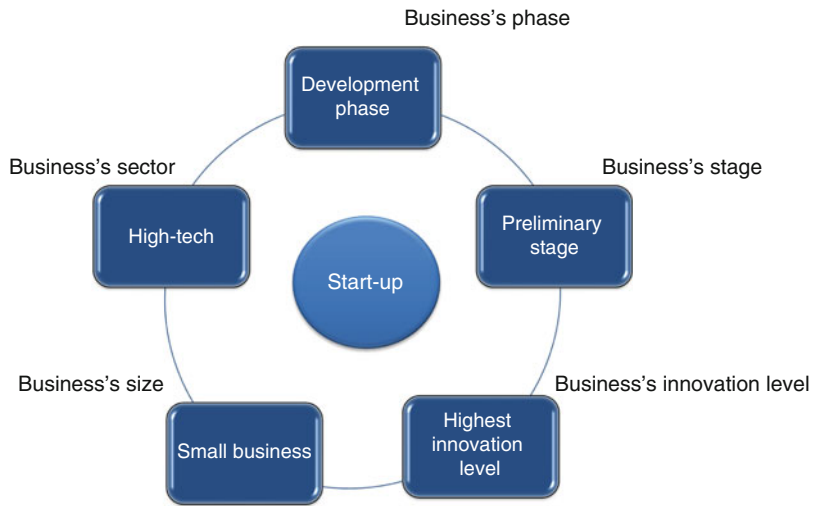 Business's phase
Development
phase
Business's sector
Business's stage
High-tech
Preliminary
stage
Start-up
Business's size
Business's innovation level
Small business
Highest
innovation
level